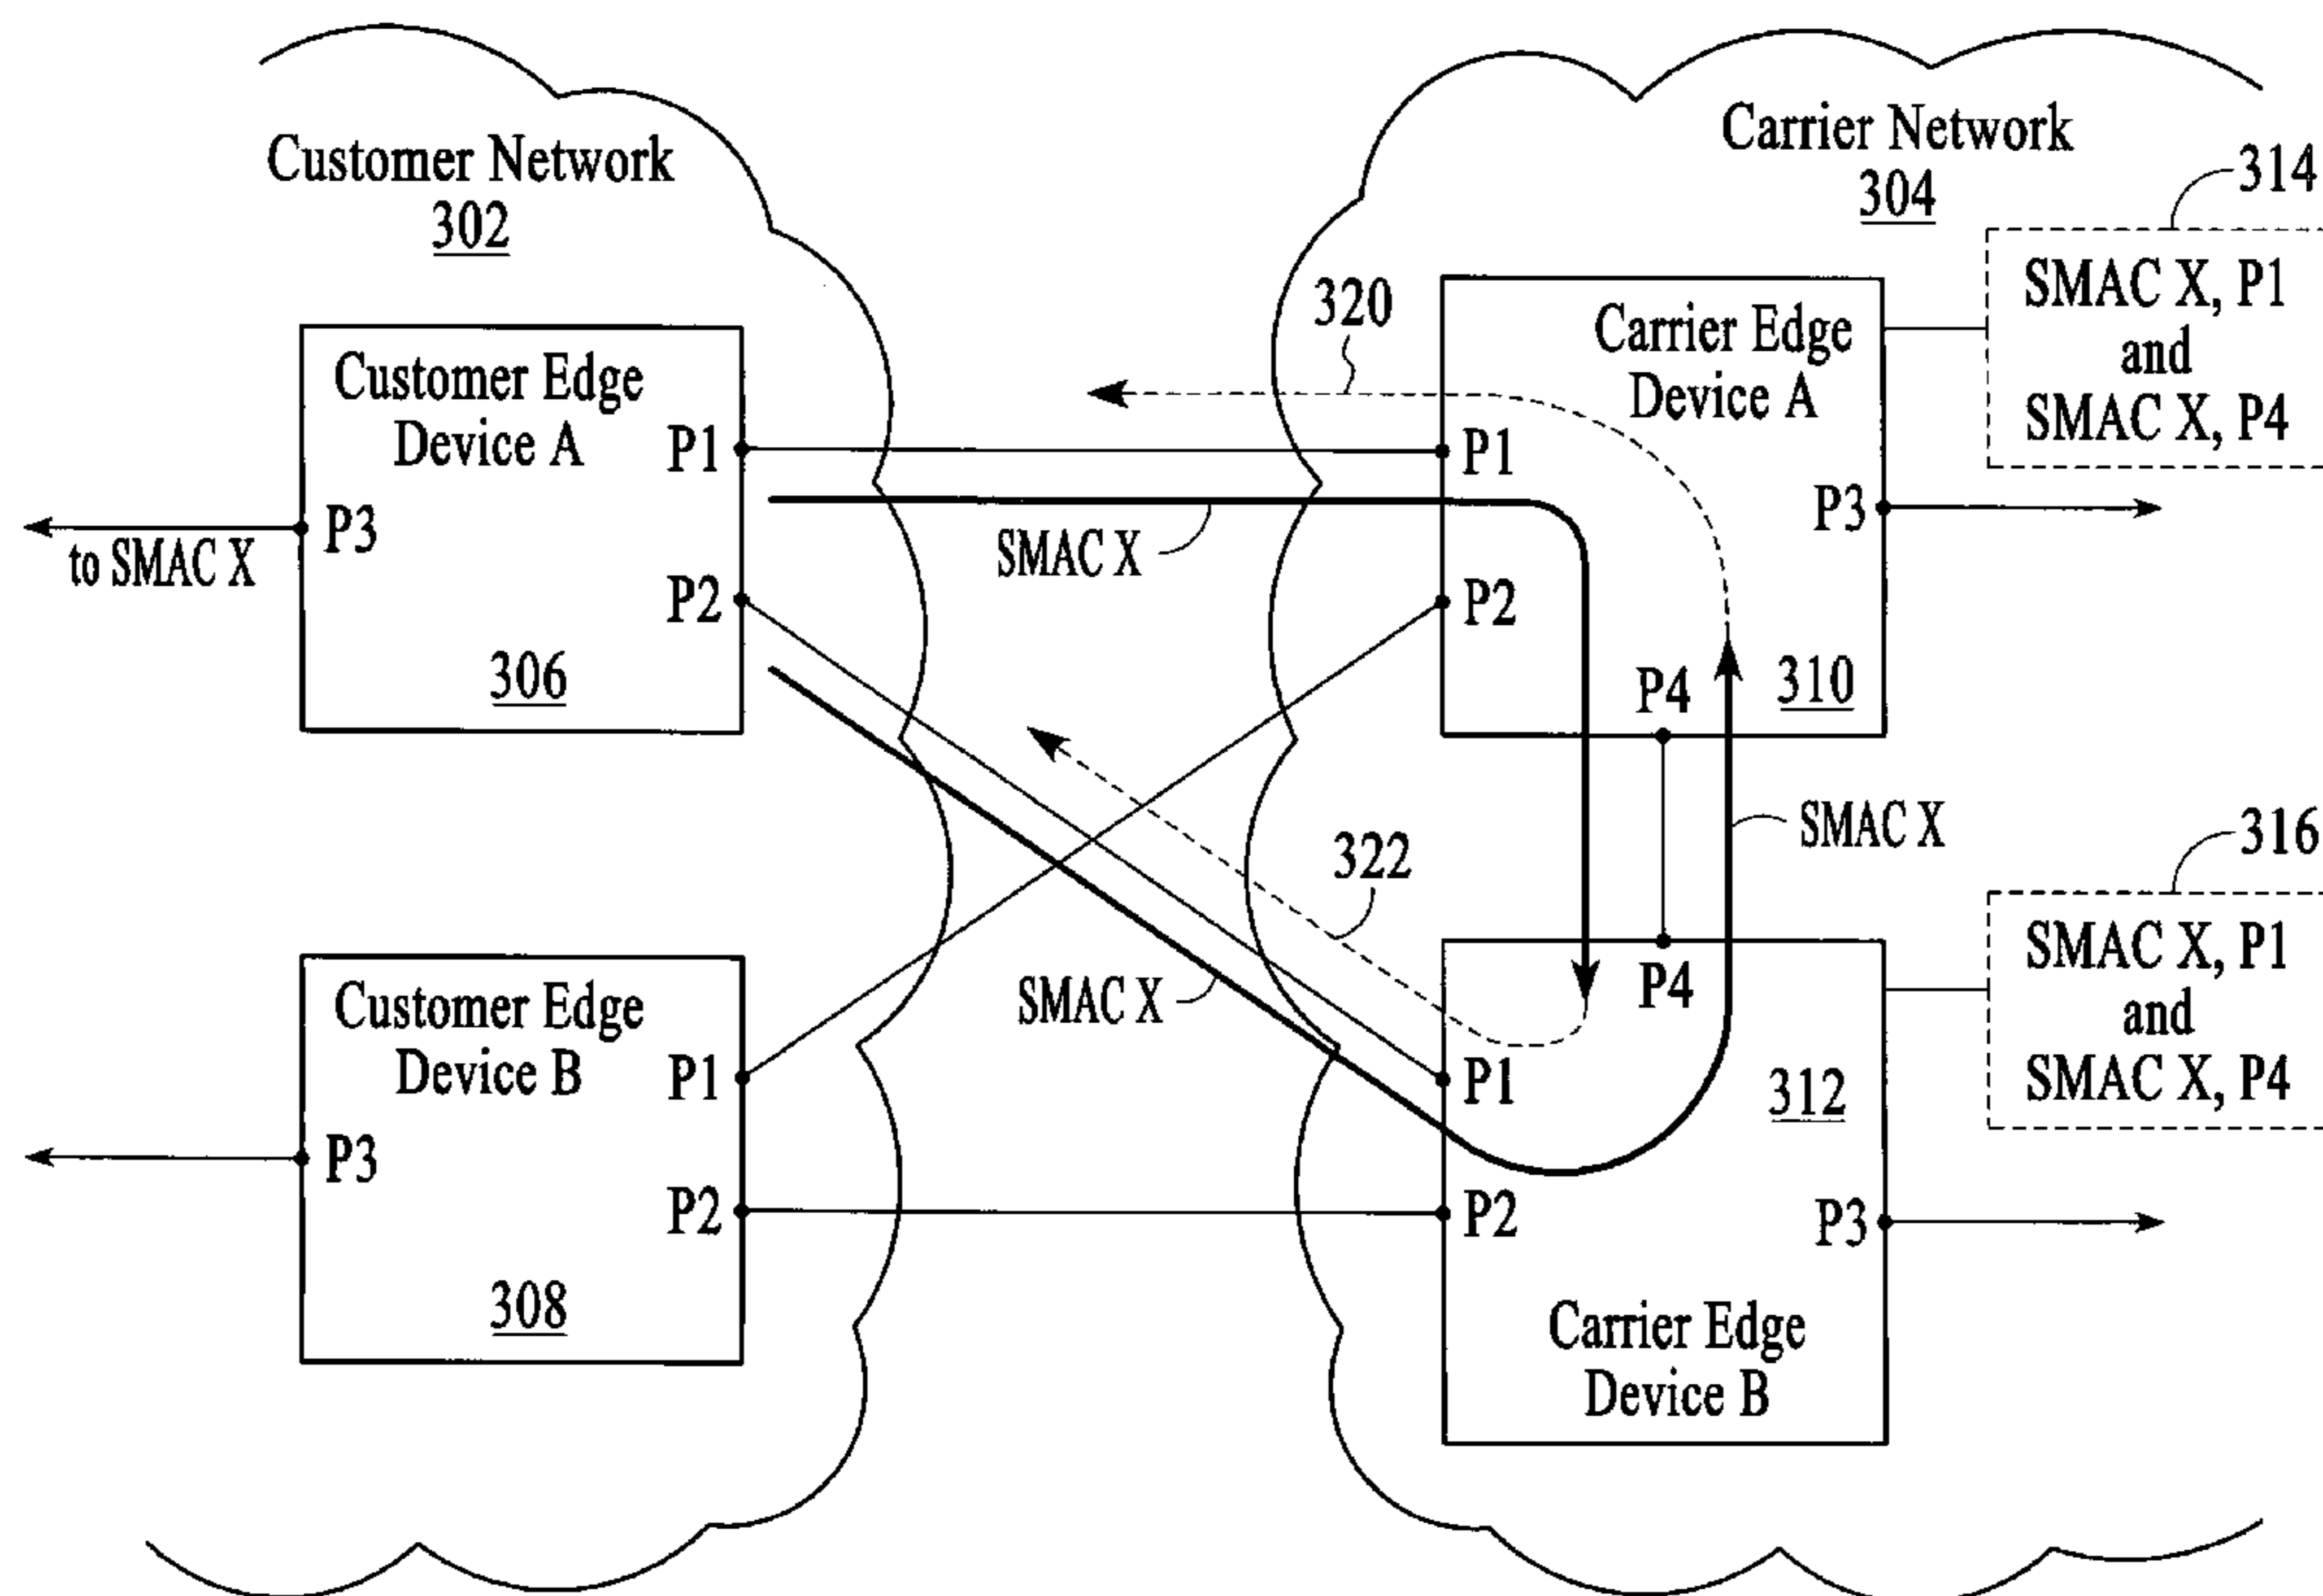 Customer Network
302
Carrier Network
304
314
SMAC X, P1
and
SMAC X, P4
320
Customer Edge
Device A
P1
P3
P2
306
to SMAC X
Carrier Edge
Device A
P1
P3
P2
P4
310
SMAC X
SMAC X
316
SMAC X, P1
and
SMAC X, P4
322
SMAC X
Customer Edge
Device B
P1
P3
P2
308
P4
P1
312
P2
P3
Carrier Edge
Device B